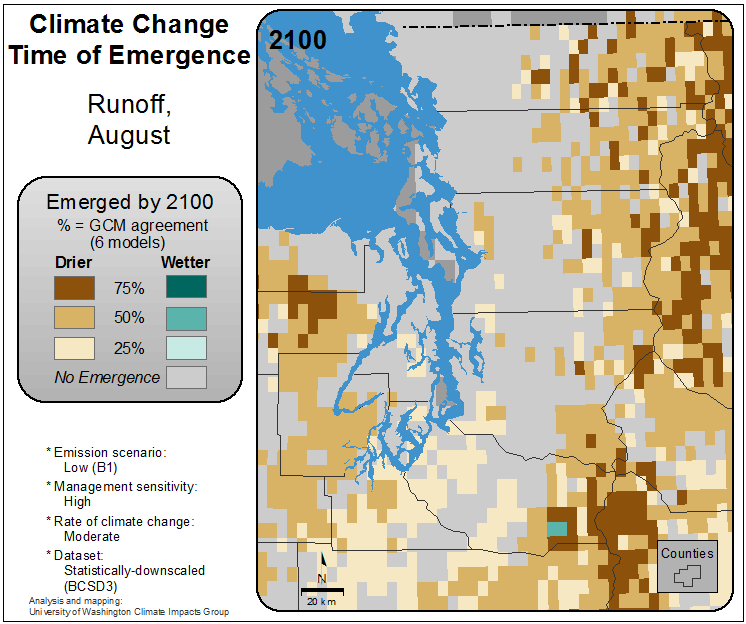 Climate Change
Time of Emergence
Runoff,
August
Emerged by 2100
% = GCM agreement
(6 models)
Drier
Wetter
75%
50%
25%
No Emergence
* Emission scenario:
Low (B1)
* Management sensitivity:
High
* Rate of climate change:
Moderate
* Dataset:
Statistically-downscaled
(BCSD3)
Analysis and mapping:
University of Washington Climate Impacts Group
2100
N
20 km
Counties